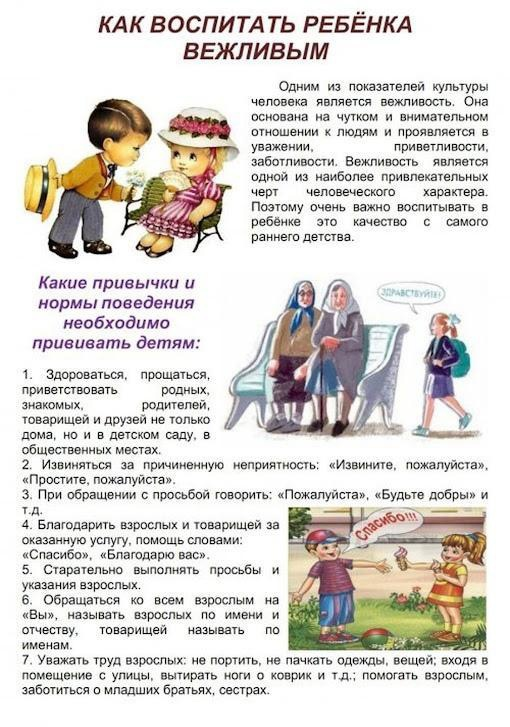 КАК ВОСПИТАТЬ РЕБЁНКА
ВЕЖЛИВЫМ
Одним из показателей культуры
человека является вежливость. Она
основана на чутком и внимательном
отношении к людям и проявляется в
уважении, приветливости,
заботливости. Вежливость является
одной из наиболее привлекательных
черт человеческого характера.
Поэтому очень важно воспитывать в
ребёнке это качество с самого
раннего детства.
Какие привычки и
нормы поведения
необходимо
прививать детям:
ЗДРАВСТВУЙТЕ!
1. Здороваться, прощаться,
приветствовать родных,
знакомых, родителей,
товарищей и друзей не только
дома, но и в детском саду, в
общественных местах.
2. Извиняться за причиненную неприятность: «Извините, пожалуйста»,
«Простите, пожалуйста».
3. При обращении с просьбой говорить: «Пожалуйста», «Будьте добры» и
т.д.
4. Благодарить взрослых и товарищей за
оказанную услугу, помощь словами:
«Спасибо», «Благодарю вас».
Спасибо!!!
5. Старательно выполнять просьбы и
указания взрослых.
6. Обращаться ко всем взрослым на
«Вы», называть взрослых по имени и
отчеству, товарищей называть по
именам.
7. Уважать труд взрослых: не портить, не пачкать одежды, вещей; входя в
помещение с улицы, вытирать ноги о коврик и т.д.; помогать взрослым,
заботиться о младших братьях, сестрах.